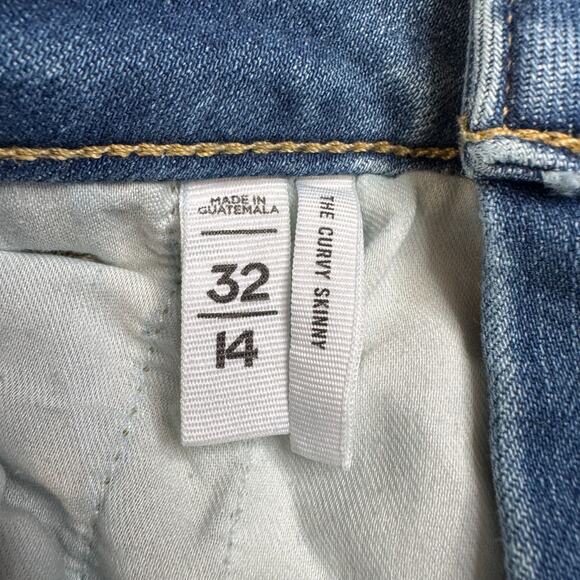 MADE IN
GUATEMALA
32
14
THE CURVY SKINNY